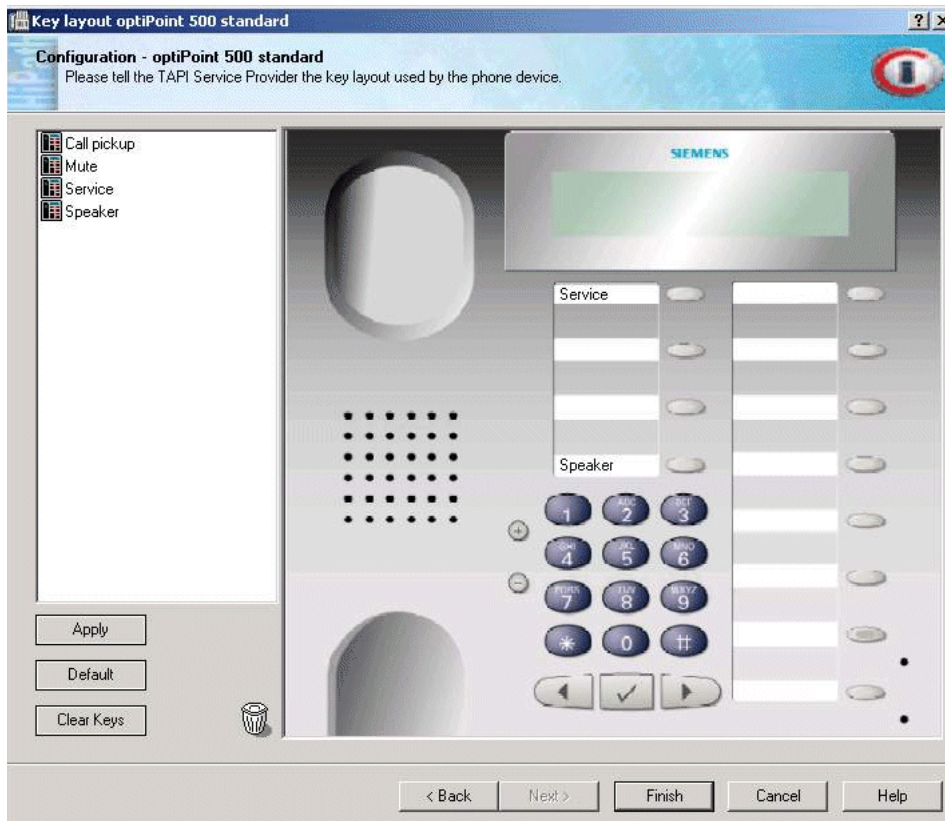 Key layout optiPoint 500 standard
Configuration - optiPoint 500 standard
Please tell the TAPI Service Provider the key layout used by the phone device.
Call pickup
Mute
Service
Speaker
SIEMENS
Service
Speaker
1 2 ABC 3 DEF
4 GHI 5 JKL 6 MNO
7 PQRS 8 TUV 9 WXYZ
* 0 #
+
-
Apply
Default
Clear Keys
< Back Next > Finish Cancel Help